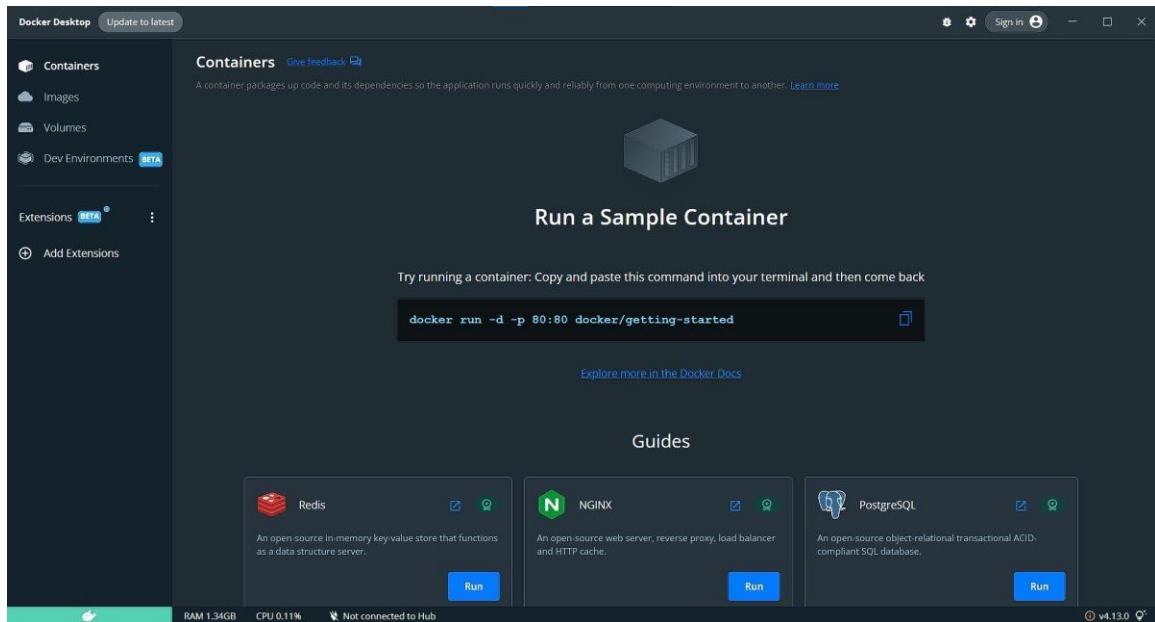 Docker Desktop Update to latest Sign in
Containers
Images
Volumes
Dev Environments BETA
Extensions BETA
Add Extensions
Containers Give feedback
A container packages up code and its dependencies so the application runs quickly and reliably from one computing environment to another. Learn more
Run a Sample Container
Try running a container: Copy and paste this command into your terminal and then come back
docker run -d -p 80:80 docker/getting-started
Explore more in the Docker Docs
Guides
Redis
An open-source in-memory key-value store that functions
as a data structure server.
Run
N NGINX
An open-source web server, reverse proxy, load balancer
and HTTP cache.
Run
PostgreSQL
An open-source object-relational transactional ACID-
compliant SQL database.
Run
RAM 1.34GB CPU 0.11% Not connected to Hub v4.13.0